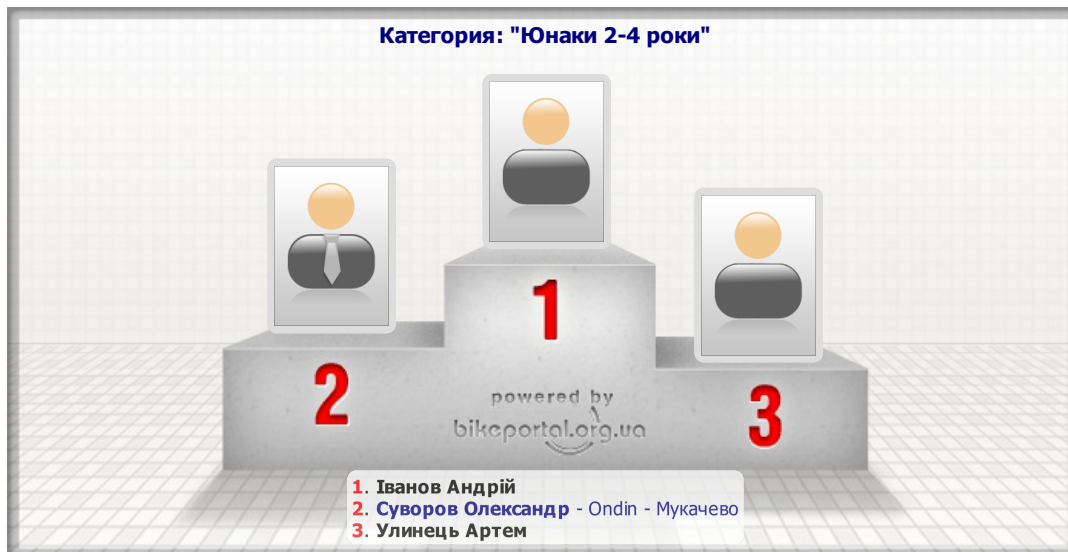 Категория: "Юнаки 2-4 роки"
1
2
3
powered by
bikeportal.org.ua
1. Іванов Андрій
2. Суворов Олександр - Ondin - Мукачево
3. Улинець Артем